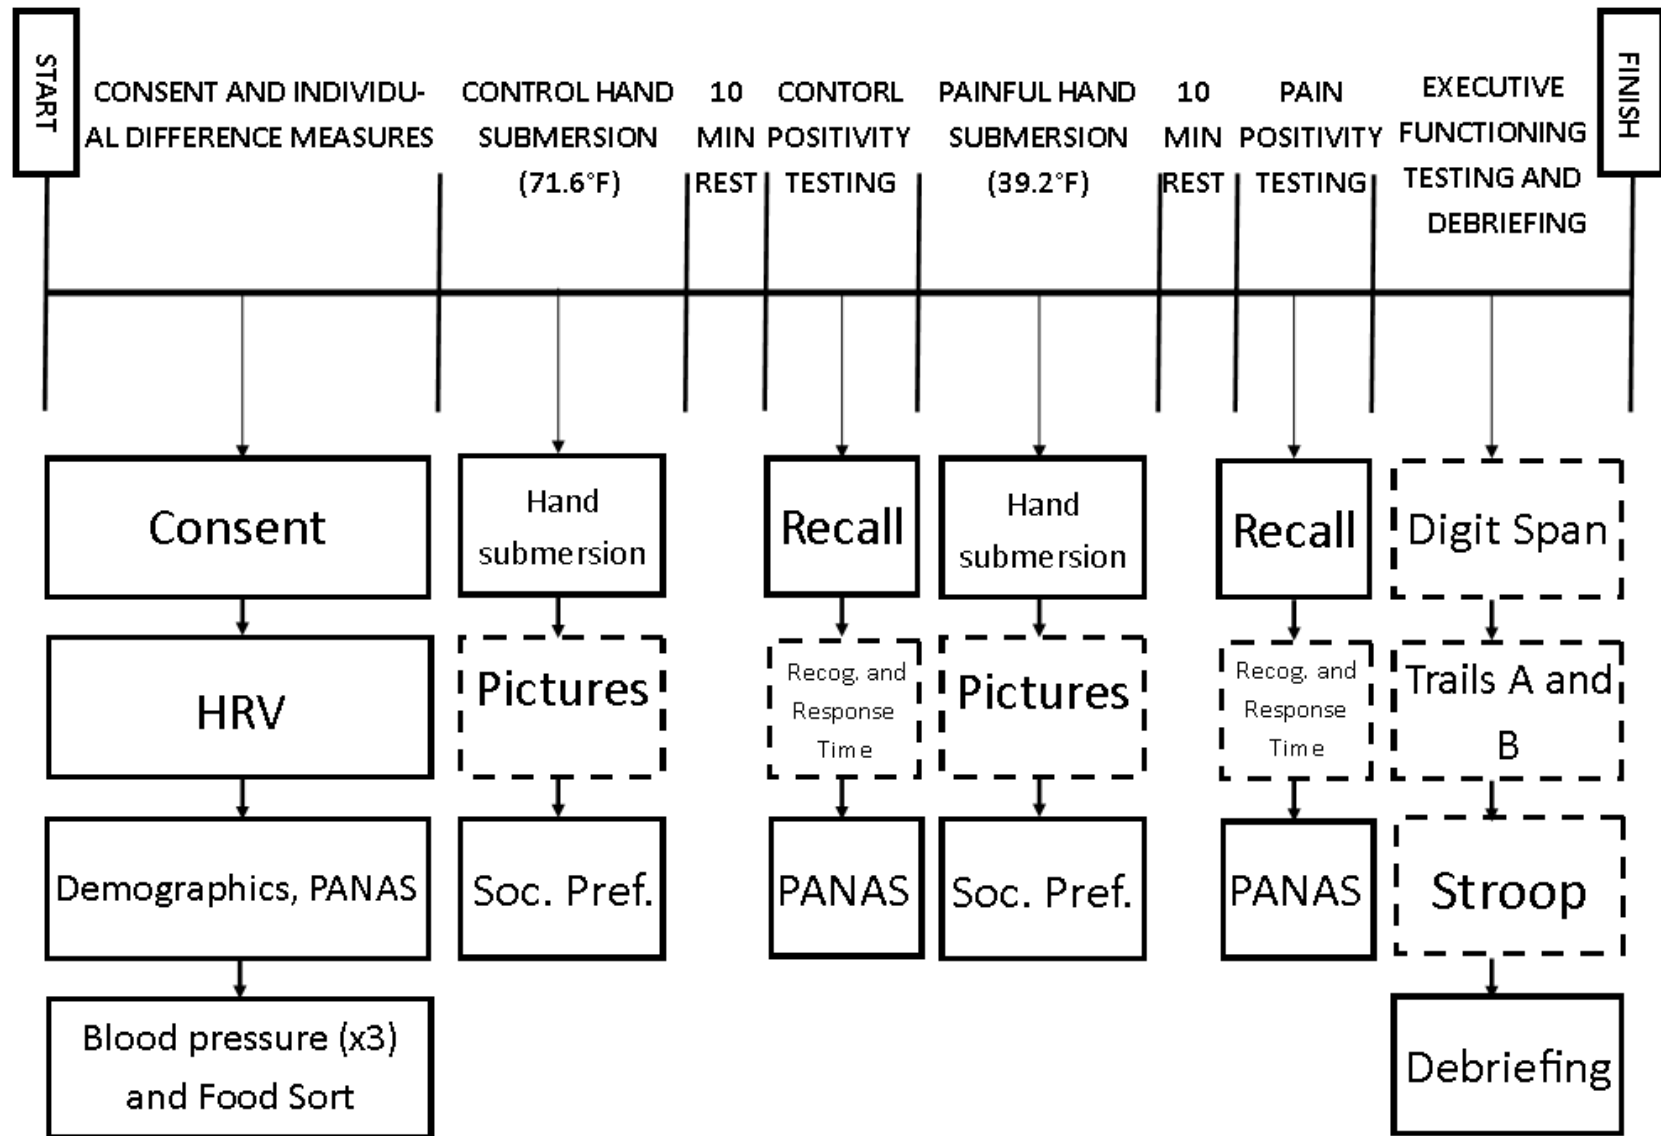 START
CONSENT AND INDIVIDU-
AL DIFFERENCE MEASURES
CONTROL HAND
SUBMERSION
(71.6°F)
10
MIN
REST
CONTORL
POSITIVITY
TESTING
PAINFUL HAND
SUBMERSION
(39.2°F)
10
MIN
REST
PAIN
POSITIVITY
TESTING
EXECUTIVE
FUNCTIONING
TESTING AND
DEBRIEFING
FINISH
Consent
HRV
Demographics, PANAS
Blood pressure (x3)
and Food Sort
Hand
submersion
Pictures
Soc. Pref.
Recall
Recog. and
Response
Time
PANAS
Hand
submersion
Pictures
Soc. Pref.
Recall
Recog. and
Response
Time
PANAS
Digit Span
Trails A and
B
Stroop
Debriefing